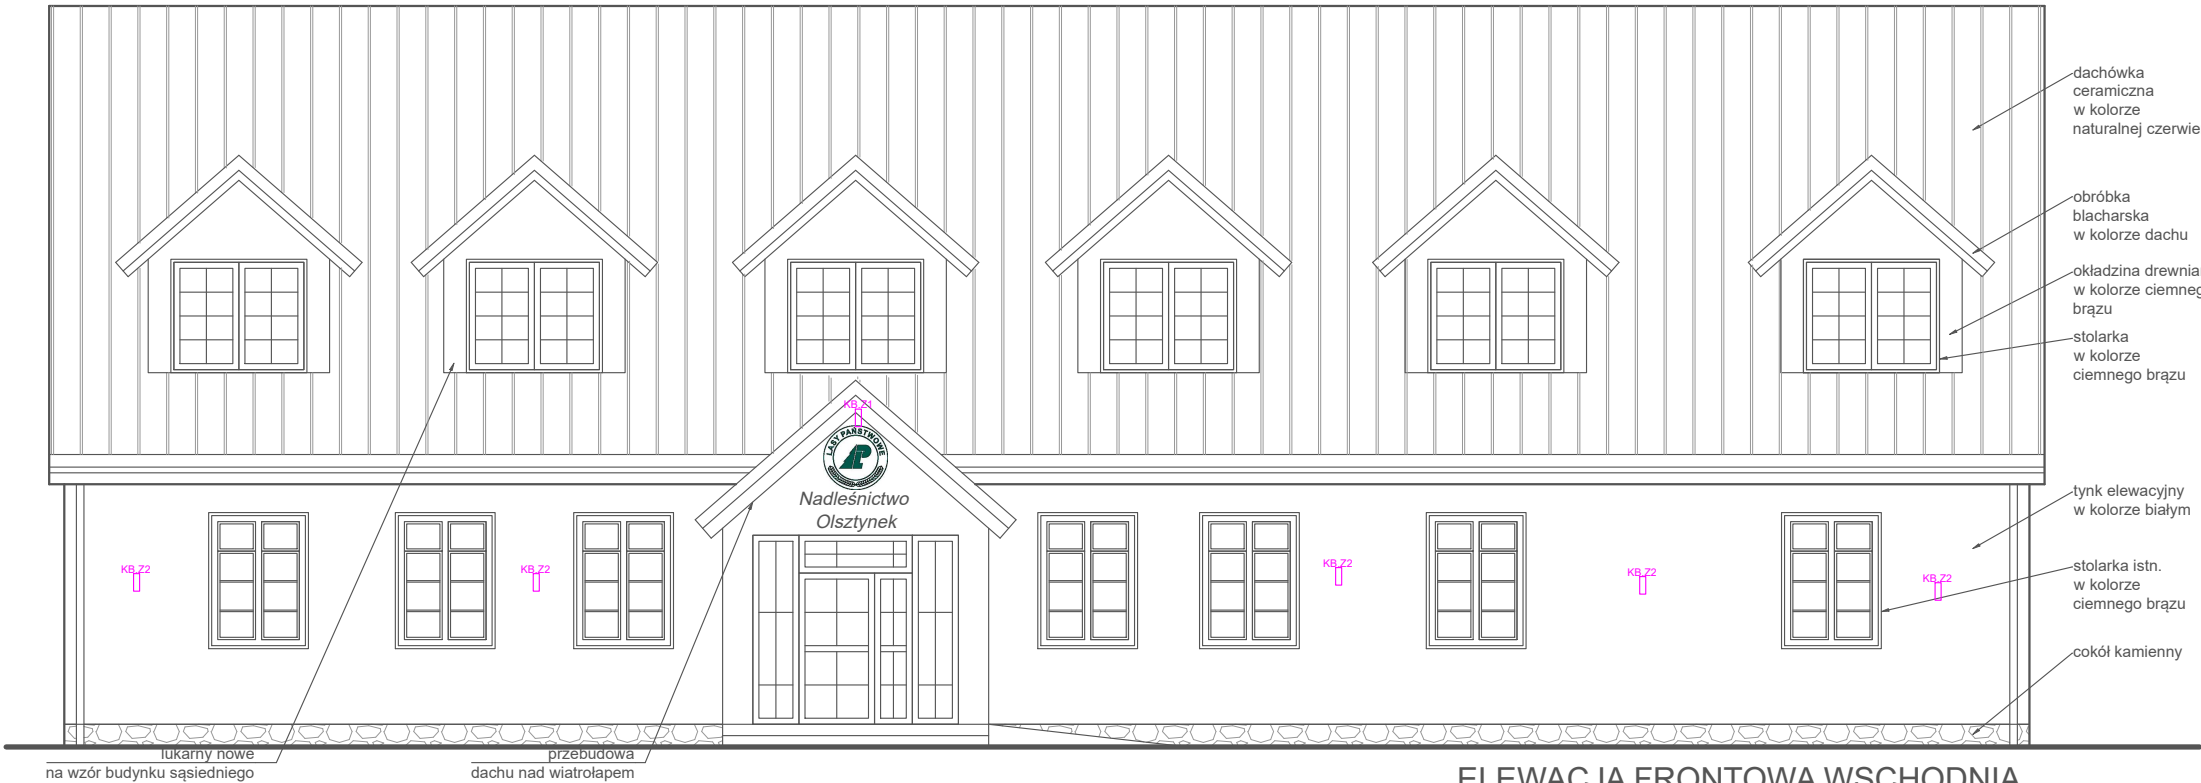 dachówka
ceramiczna
w kolorze
naturalnej czerwie
obróbka
blacharska
w kolorze dachu
okładzina drewnia
w kolorze ciemneg
brązu
stolarka
w kolorze
ciemnego brązu
KB Z1
LASY PAŃSTWOWE
Nadleśnictwo
Olsztynek
tynk elewacyjny
w kolorze białym
KB Z2
KB Z2
KB Z2
KB Z2
KB Z2
stolarka istn.
w kolorze
ciemnego brązu
cokół kamienny
lukarny nowe
na wzór budynku sąsiedniego
przebudowa
dachu nad wiatrołapem
ELEWACJA FRONTOWA WSCHODNIA